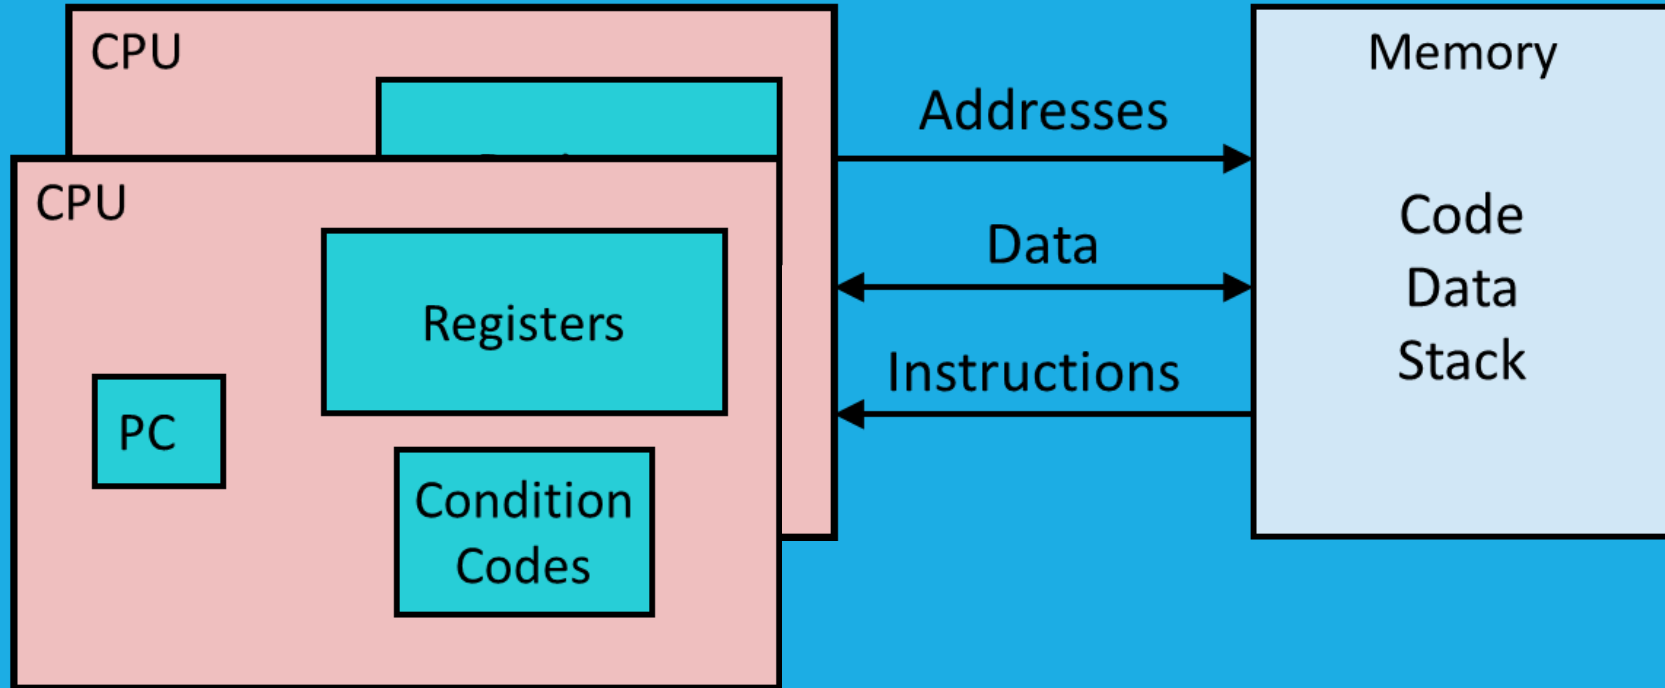 CPU
CPU
Registers
PC
Condition
Codes
Addresses
Data
Instructions
Memory
Code
Data
Stack